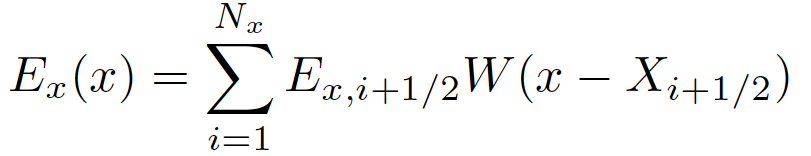 E_x(x) = \sum_{i=1}^{N_x} E_{x,i+1/2} W(x - X_{i+1/2})